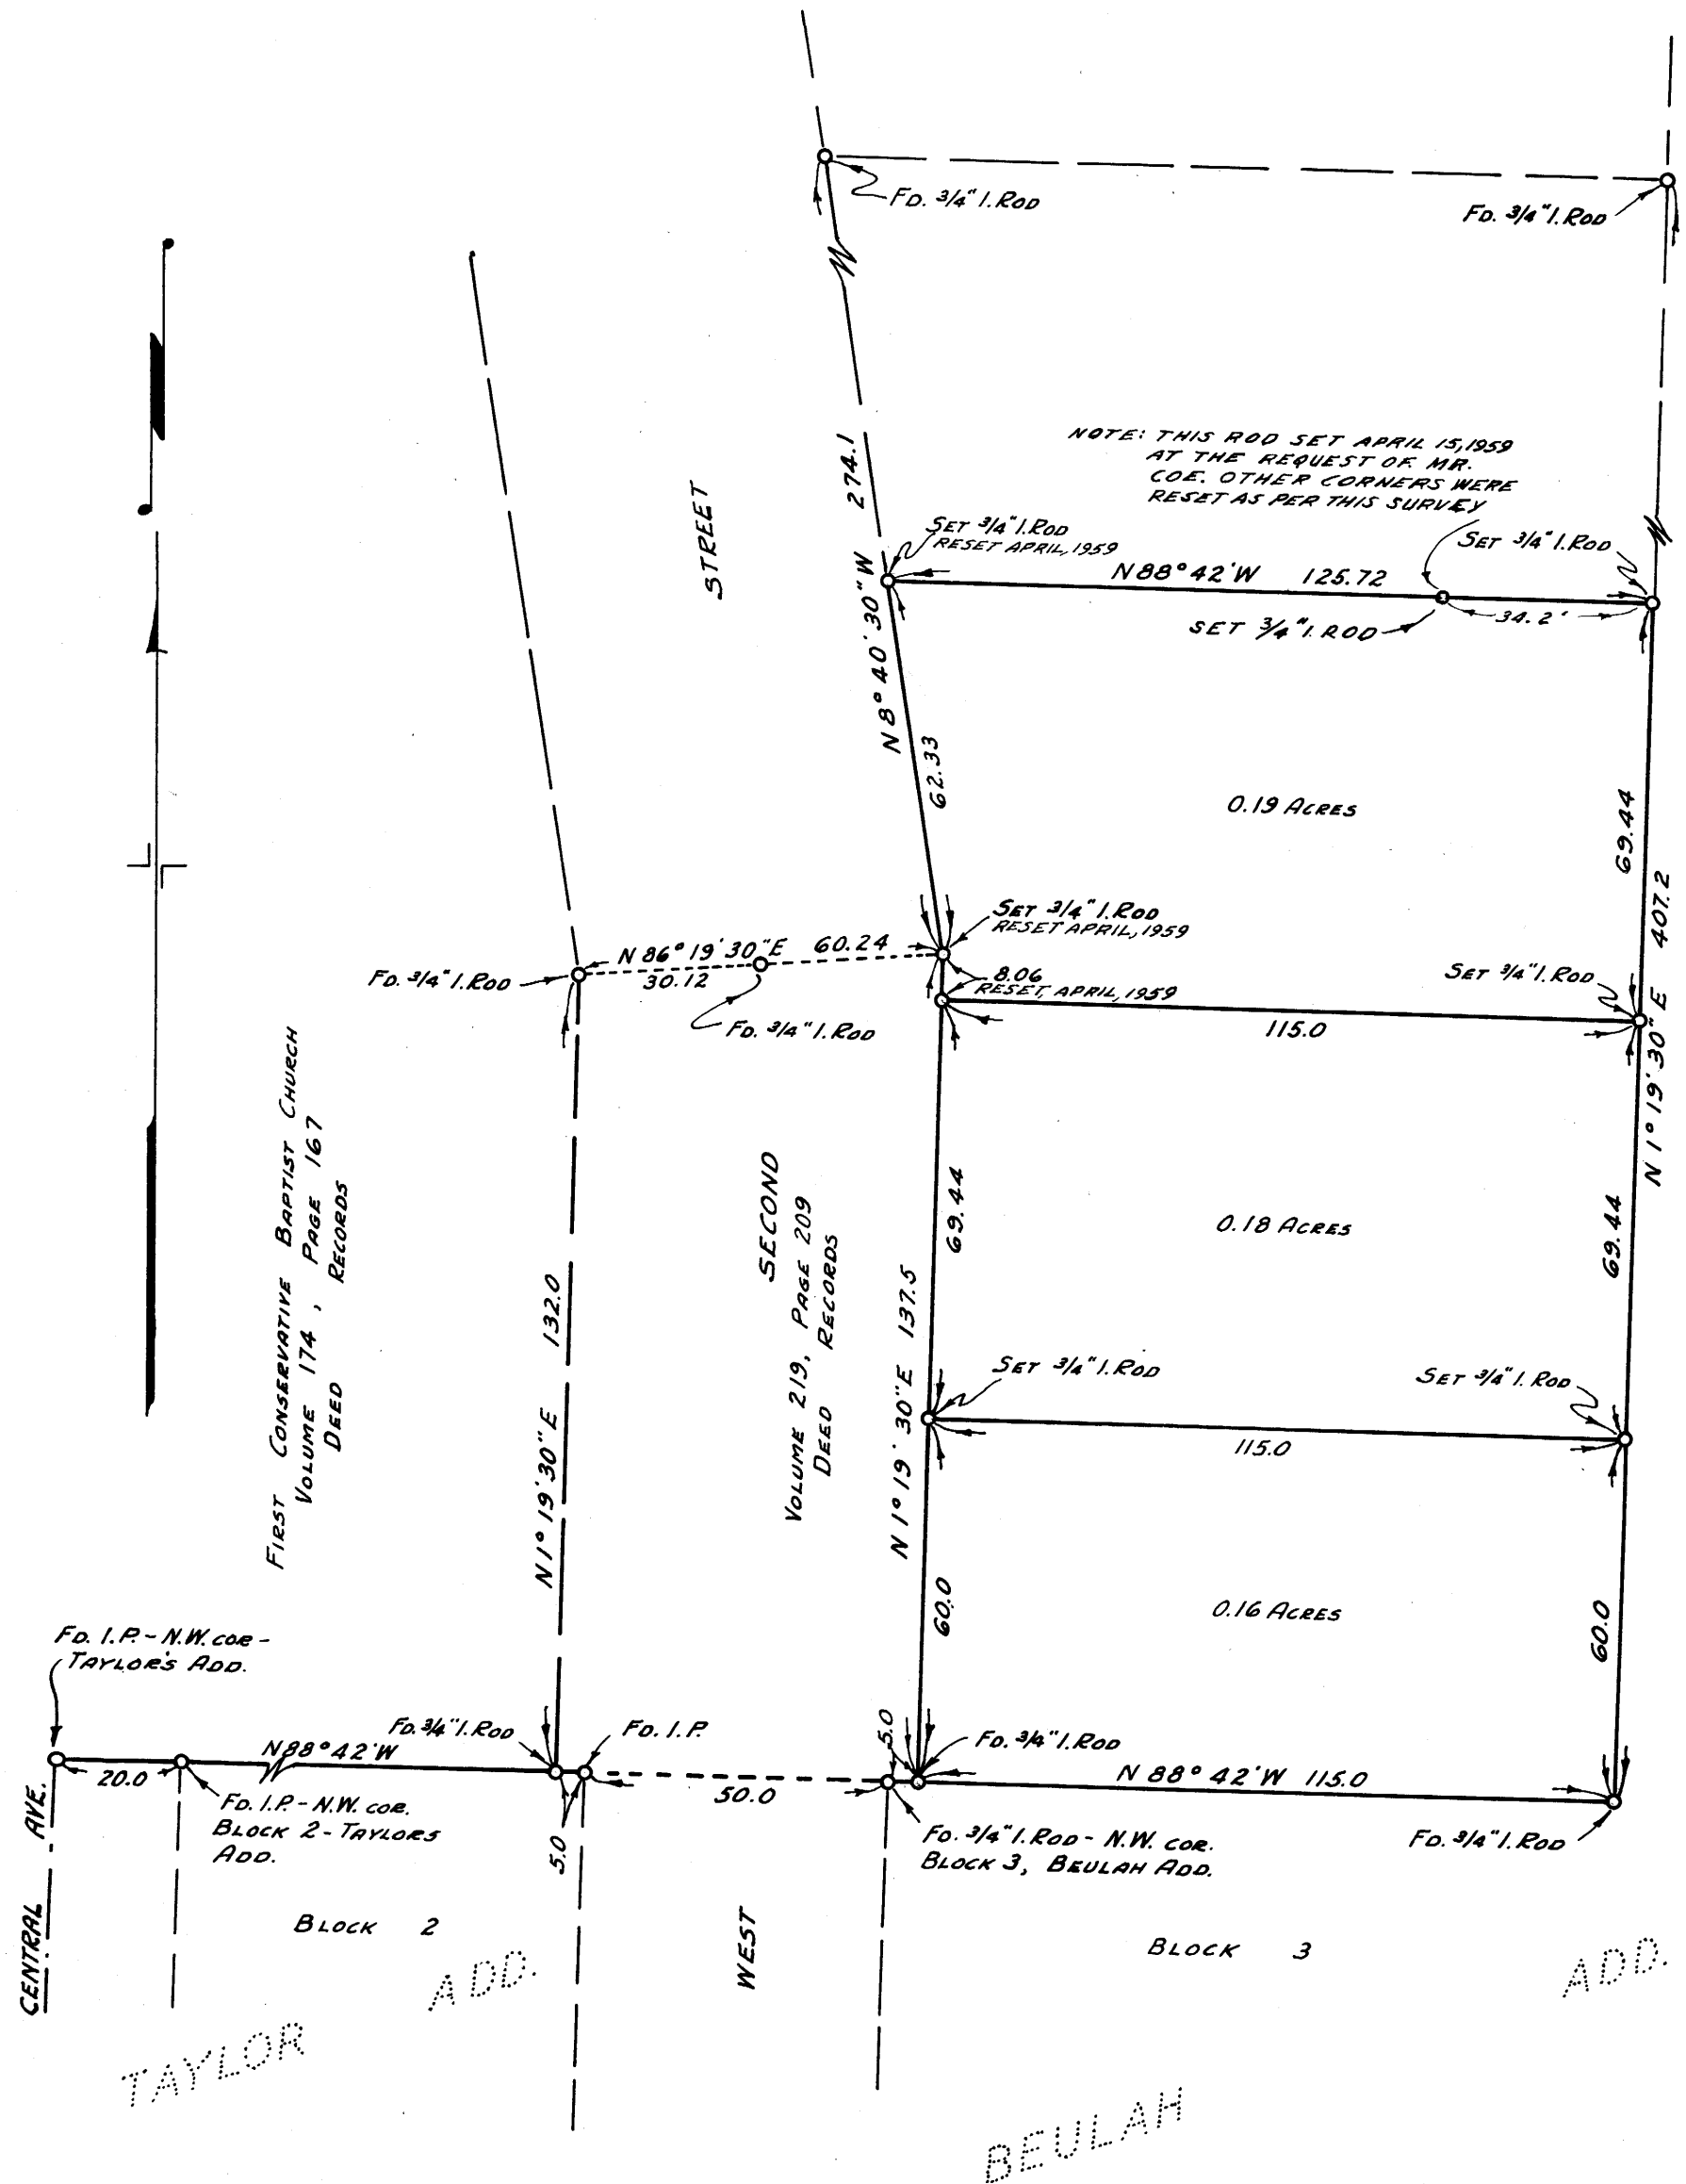 FD. 3/4" I. ROD
FD. 3/4" I. ROD
NOTE: THIS ROD SET APRIL 15, 1959
AT THE REQUEST OF MR.
COE. OTHER CORNERS WERE
RESET AS PER THIS SURVEY
STREET
N 8° 40' 30" W 274.1
SET 3/4" I. ROD
RESET APRIL, 1959
SET 3/4" I. ROD
N 88° 42' W 125.72
SET 3/4" I. ROD
34.2'
62.33
0.19 ACRES
69.44
N 1° 19' 30" E 407.2
SET 3/4" I. ROD
RESET APRIL, 1959
N 86° 19' 30" E 60.24
30.12
FD. 3/4" I. ROD
FD. 3/4" I. ROD
8.06
RESET, APRIL, 1959
SET 3/4" I. ROD
115.0
FIRST CONSERVATIVE BAPTIST CHURCH
VOLUME 174, PAGE 167
DEED RECORDS
N 1° 19' 30" E 132.0
SECOND
VOLUME 219, PAGE 209
DEED RECORDS
69.44
N 1° 19' 30" E 137.5
0.18 ACRES
69.44
SET 3/4" I. ROD
SET 3/4" I. ROD
115.0
60.0
0.16 ACRES
60.0
FD. I.P. - N.W. COR -
TAYLOR'S ADD.
N 88° 42' W
FD. 3/4" I. ROD
FD. I.P.
5.0
FD. 3/4" I. ROD
N 88° 42' W 115.0
20.0
50.0
FD. I.P. - N.W. COR.
BLOCK 2 - TAYLORS
ADD.
5.0
FD. 3/4" I. ROD - N.W. COR.
BLOCK 3, BEULAH ADD.
FD. 3/4" I. ROD
CENTRAL AVE.
BLOCK 2
WEST
BLOCK 3
TAYLOR ADD.
BEULAH ADD.